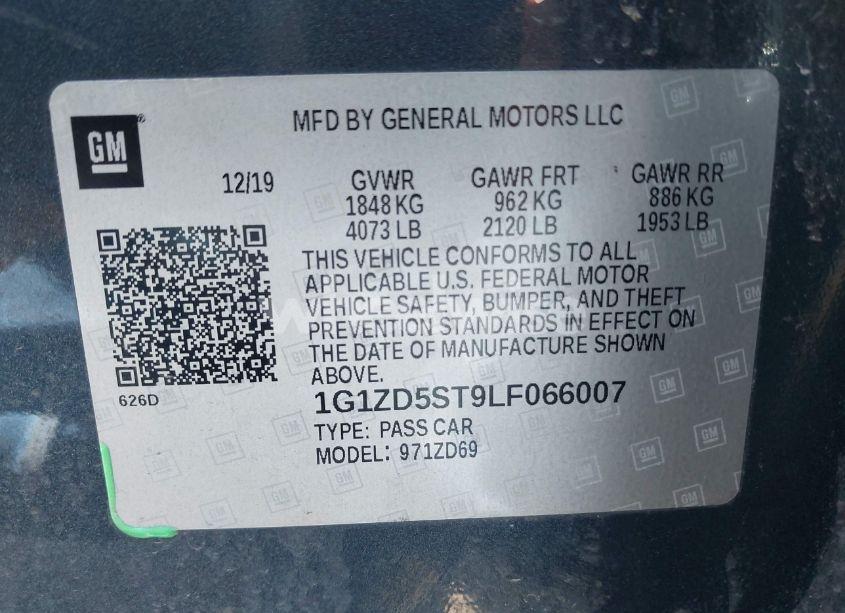 GM
MFD BY GENERAL MOTORS LLC
12/19
GVWR GAWR FRT GAWR RR
1848 KG 962 KG 886 KG
4073 LB 2120 LB 1953 LB
THIS VEHICLE CONFORMS TO ALL
APPLICABLE U.S. FEDERAL MOTOR
VEHICLE SAFETY, BUMPER, AND THEFT
PREVENTION STANDARDS IN EFFECT ON
THE DATE OF MANUFACTURE SHOWN
ABOVE.
626D
1G1ZD5ST9LF066007
TYPE: PASS CAR
MODEL: 971ZD69